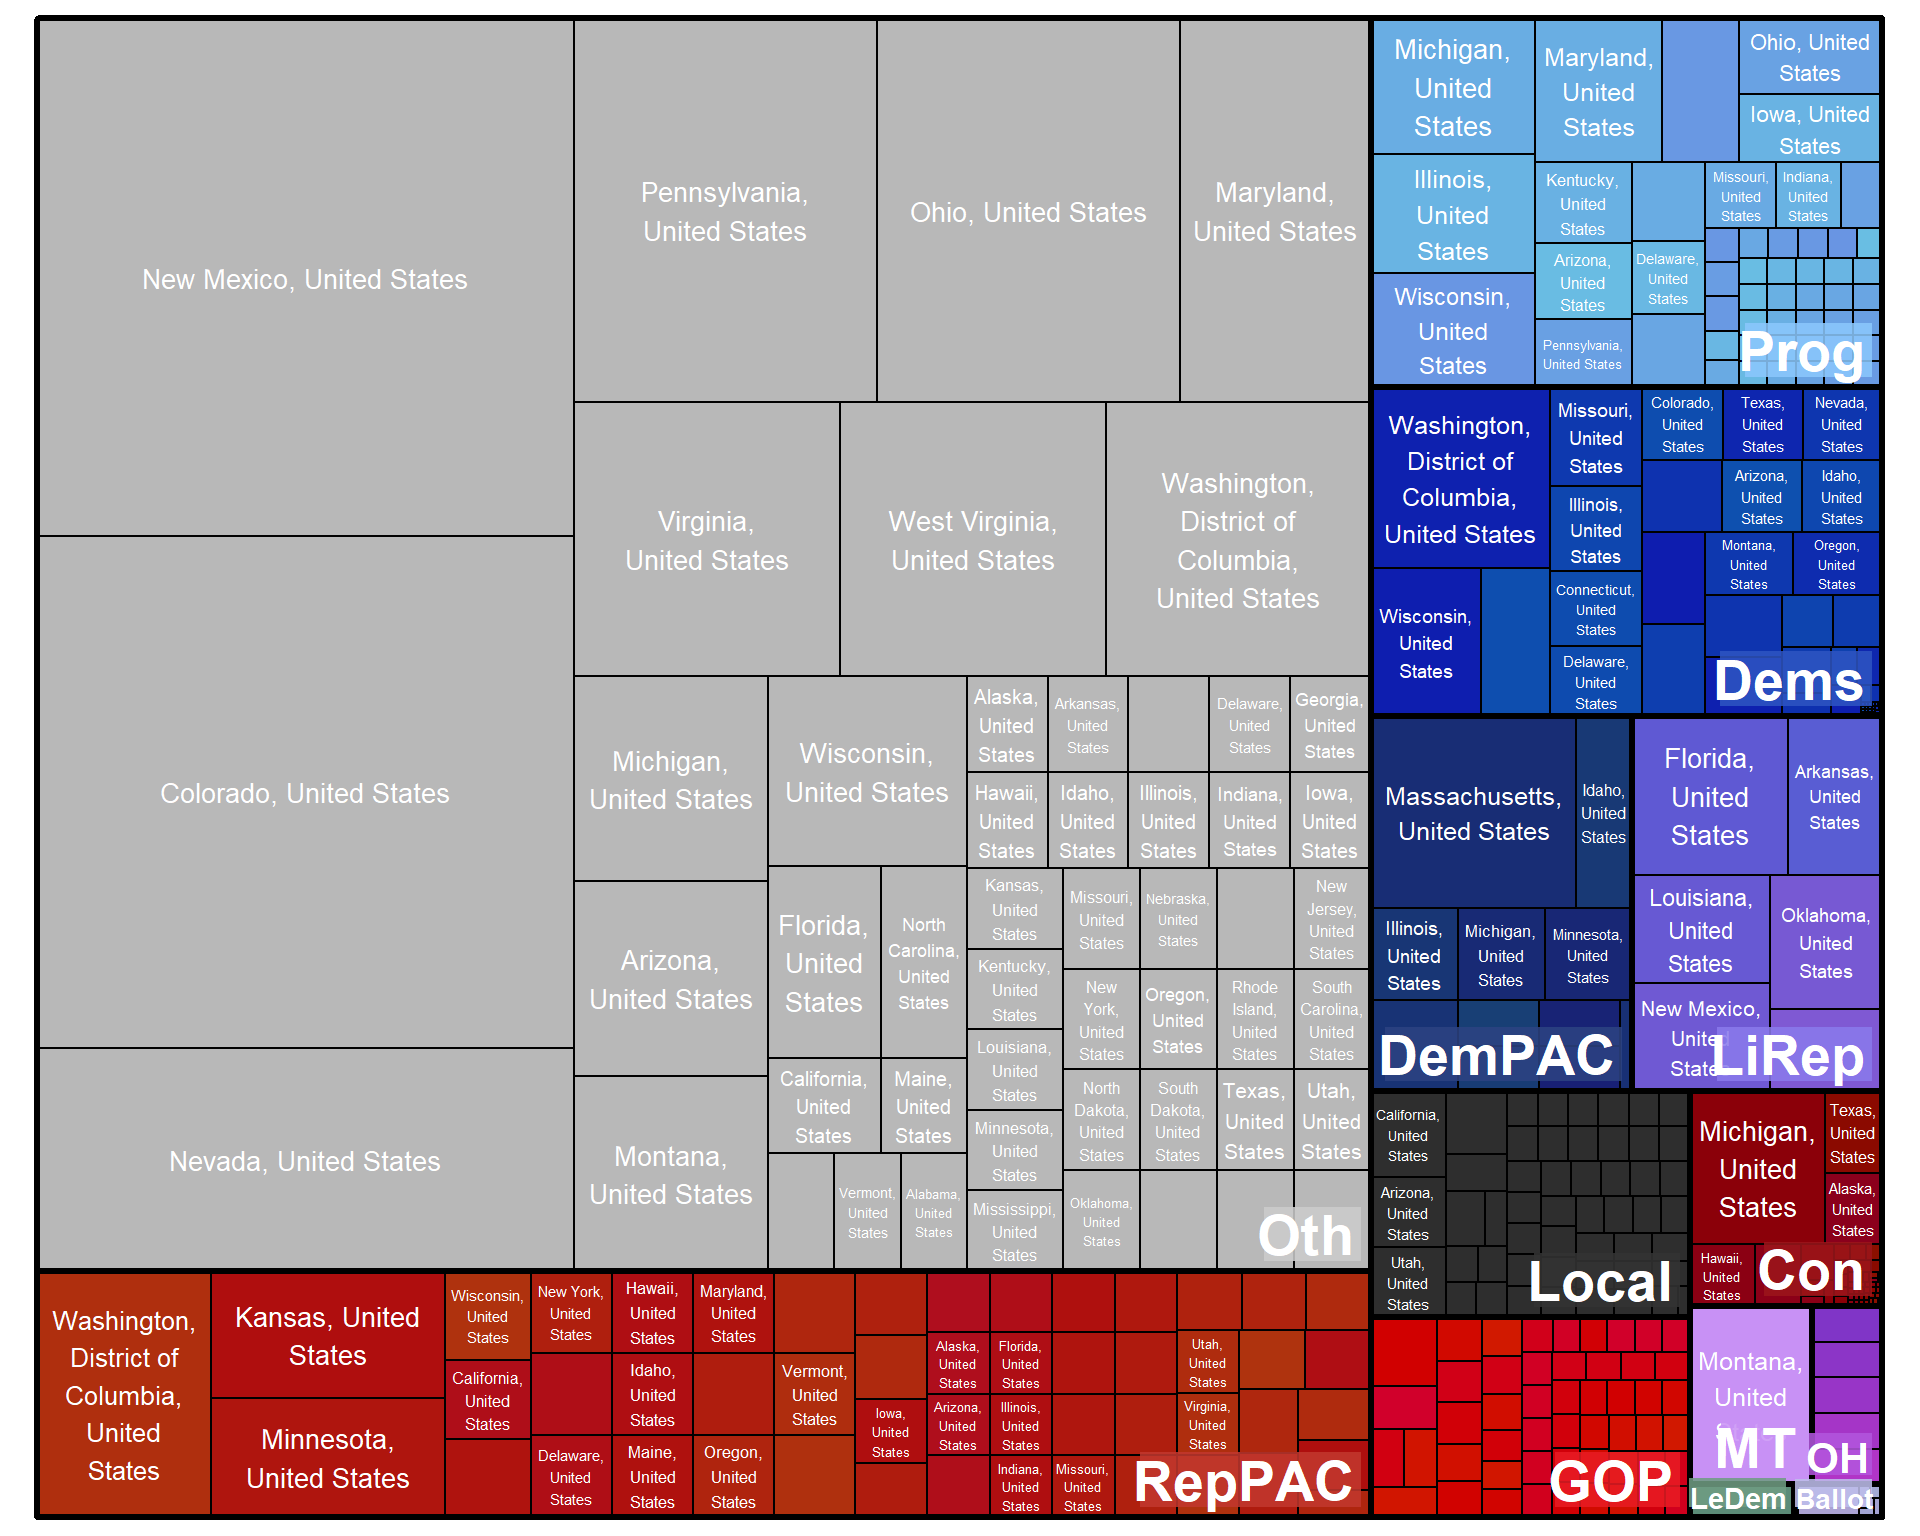 New Mexico, United States
Colorado, United States
Nevada, United States
Pennsylvania,
United States
Ohio, United States
Maryland,
United States
Virginia,
United States
West Virginia,
United States
Washington,
District of
Columbia,
United States
Michigan,
United States
Arizona,
United States
Montana,
United States
Wisconsin,
United States
Florida,
United
States
North
Carolina,
United
States
California,
United
States
Maine,
United
States
Vermont,
United
States
Alabama,
United
States
Alaska,
United
States
Arkansas,
United
States
Delaware,
United
States
Georgia,
United
States
Hawaii,
United
States
Idaho,
United
States
Illinois,
United
States
Indiana,
United
States
Iowa,
United
States
Kansas,
United
States
Kentucky,
United
States
Louisiana,
United
States
Minnesota,
United
States
Mississippi,
United
States
Missouri,
United
States
Nebraska,
United
States
New
Jersey,
United
States
New
York,
United
States
Oregon,
United
States
Rhode
Island,
United
States
South
Carolina,
United
States
North
Dakota,
United
States
South
Dakota,
United
States
Texas,
United
States
Utah,
United
States
Oklahoma,
United
States
Oth
Michigan,
United
States
Illinois,
United
States
Wisconsin,
United
States
Maryland,
United
States
Ohio, United
States
Iowa, United
States
Kentucky,
United
States
Arizona,
United
States
Pennsylvania,
United States
Delaware,
United
States
Missouri,
United
States
Indiana,
United
States
Prog
Washington,
District of
Columbia,
United States
Wisconsin,
United
States
Missouri,
United
States
Illinois,
United
States
Connecticut,
United
States
Delaware,
United
States
Colorado,
United
States
Texas,
United
States
Nevada,
United
States
Arizona,
United
States
Idaho,
United
States
Montana,
United
States
Oregon,
United
States
Dems
Massachusetts,
United States
Idaho,
United
States
Illinois,
United
States
Michigan,
United
States
Minnesota,
United
States
DemPAC
Florida,
United
States
Arkansas,
United
States
Louisiana,
United
States
Oklahoma,
United
States
New Mexico,
United
States
LiRep
California,
United
States
Arizona,
United
States
Utah,
United
States
Local
Michigan,
United
States
Texas,
United
States
Alaska,
United
States
Hawaii,
United
States
Con
Washington,
District of
Columbia,
United
States
Kansas, United
States
Minnesota,
United States
Wisconsin,
United
States
California,
United
States
New York,
United
States
Delaware,
United
States
Hawaii,
United
States
Idaho,
United
States
Maine,
United
States
Maryland,
United
States
Oregon,
United
States
Vermont,
United
States
Iowa,
United
States
Alaska,
United
States
Arizona,
United
States
Florida,
United
States
Illinois,
United
States
Indiana,
United
States
Missouri,
United
States
Utah,
United
States
Virginia,
United
States
RepPAC
GOP
Montana,
United
MT
OH
LeDem
Ballot